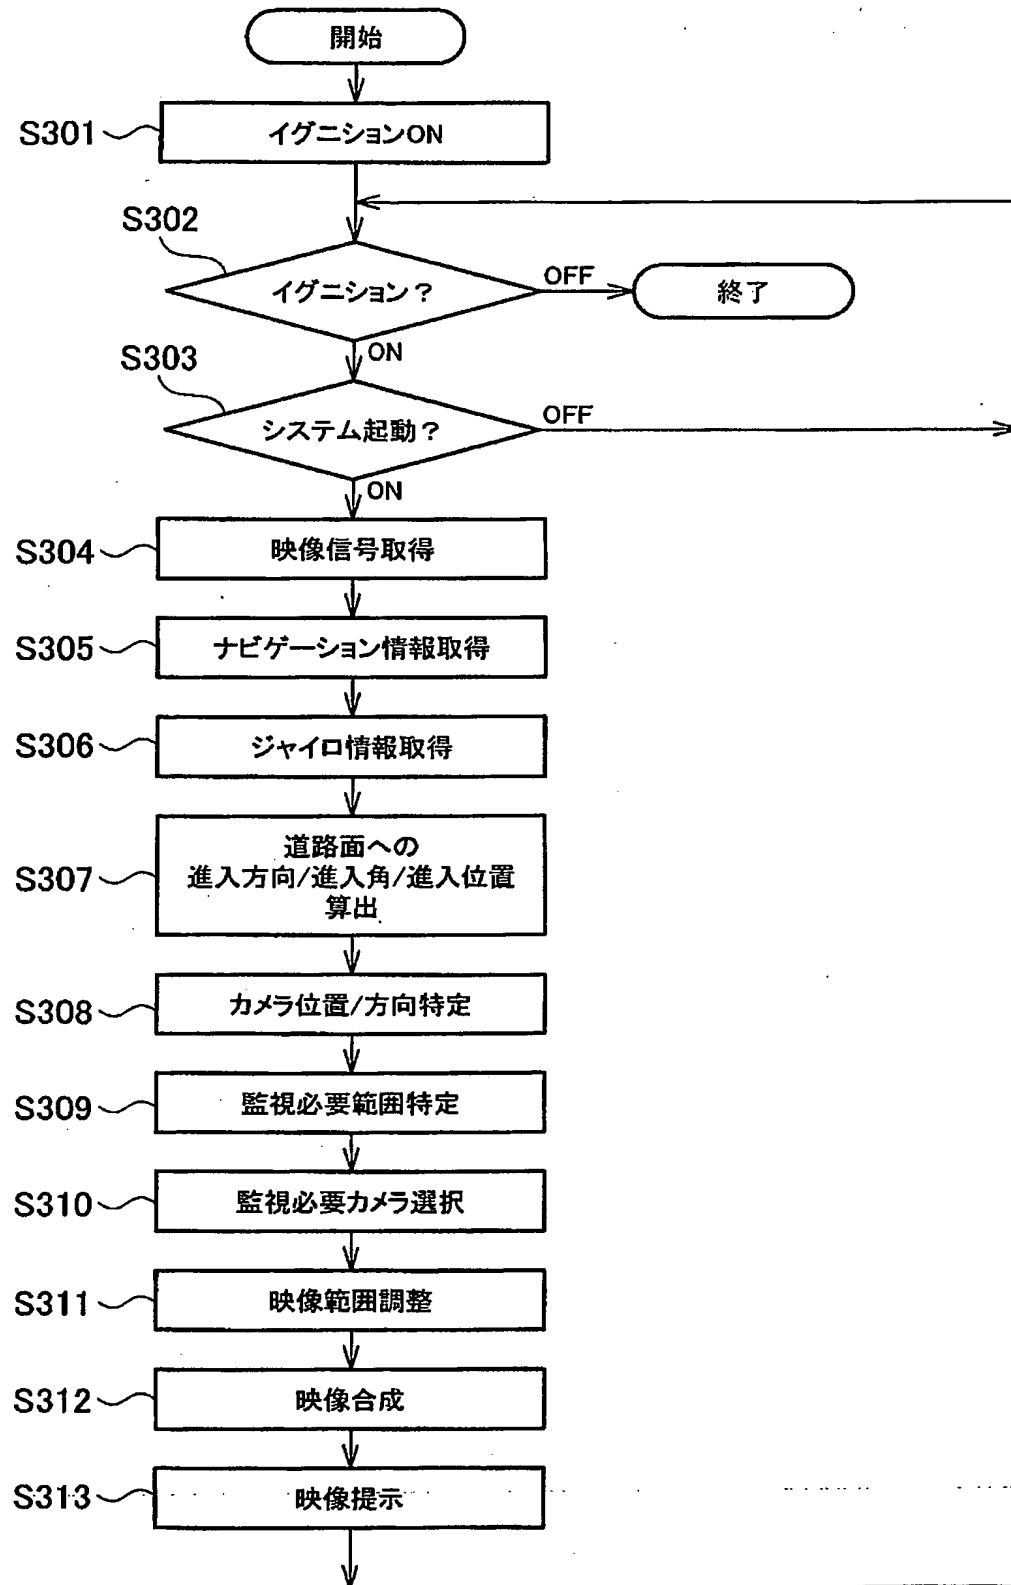 開始
S301
イグニションON
S302
イグニション?
OFF
終了
ON
S303
システム起動?
OFF
ON
S304
映像信号取得
S305
ナビゲーション情報取得
S306
ジャイロ情報取得
S307
道路面への
進入方向/進入角/進入位置
算出
S308
カメラ位置/方向特定
S309
監視必要範囲特定
S310
監視必要カメラ選択
S311
映像範囲調整
S312
映像合成
S313
映像提示